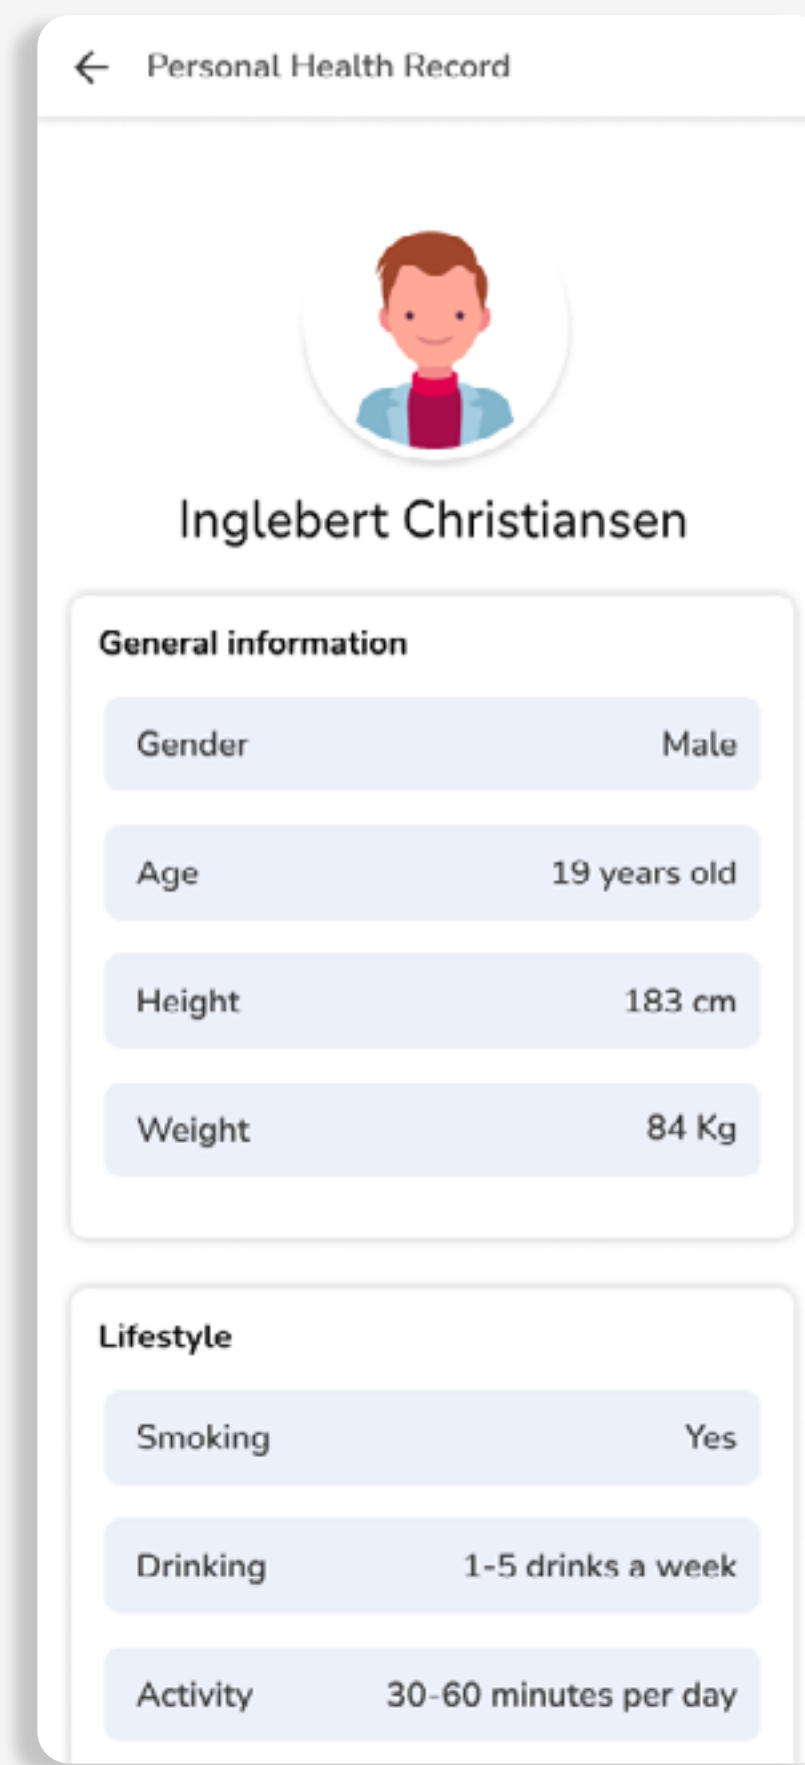 Personal Health Record
Inglebert Christiansen
General information
Gender Male
Age 19 years old
Height 183 cm
Weight 84 Kg
Lifestyle
Smoking Yes
Drinking 1-5 drinks a week
Activity 30-60 minutes per day